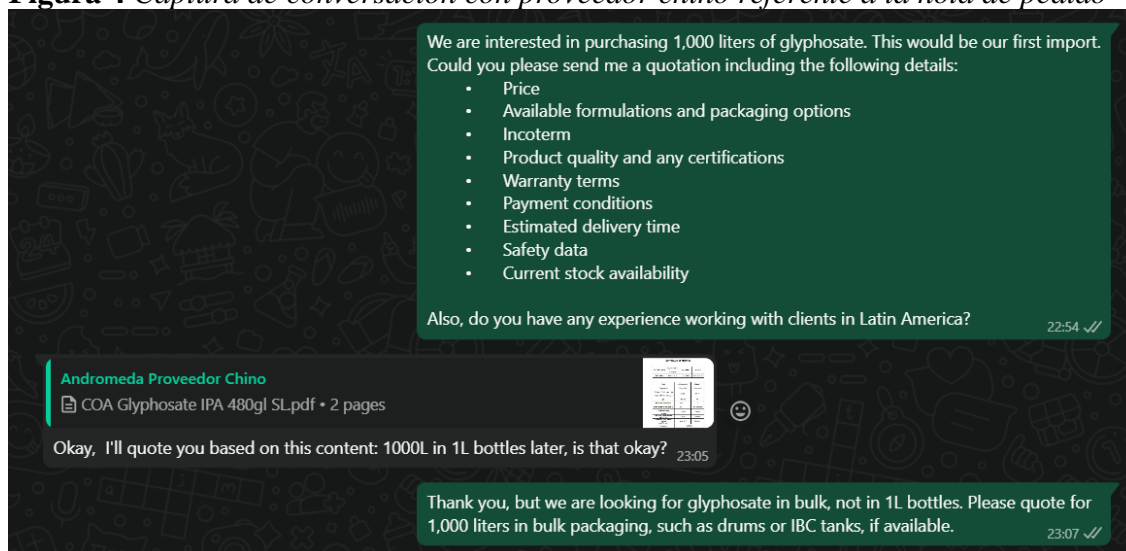 Figura 4 Captura de conversación con proveedor chino referente a la nota de pedido
We are interested in purchasing 1,000 liters of glyphosate. This would be our first import.
Could you please send me a quotation including the following details:
• Price
• Available formulations and packaging options
• Incoterm
• Product quality and any certifications
• Warranty terms
• Payment conditions
• Estimated delivery time
• Safety data
• Current stock availability
Also, do you have any experience working with clients in Latin America?
22:54
Andromeda Proveedor Chino
COA Glyphosate IPA 480gl SL.pdf • 2 pages
Okay, I'll quote you based on this content: 1000L in 1L bottles later, is that okay? 23:05
Thank you, but we are looking for glyphosate in bulk, not in 1L bottles. Please quote for
1,000 liters in bulk packaging, such as drums or IBC tanks, if available.
23:07